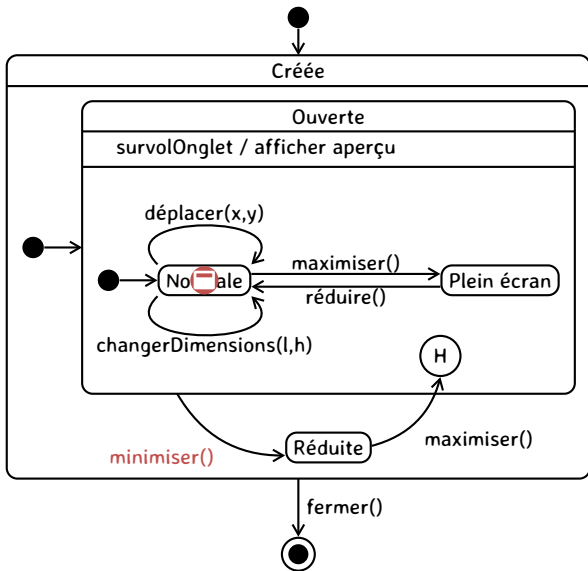 Créée
Ouverte
survolOnglet / afficher aperçu
déplacer(x,y)
maximiser()
Plein écran
réduire()
changerDimensions(l,h)
H
minimiser()
Réduite
maximiser()
fermer()